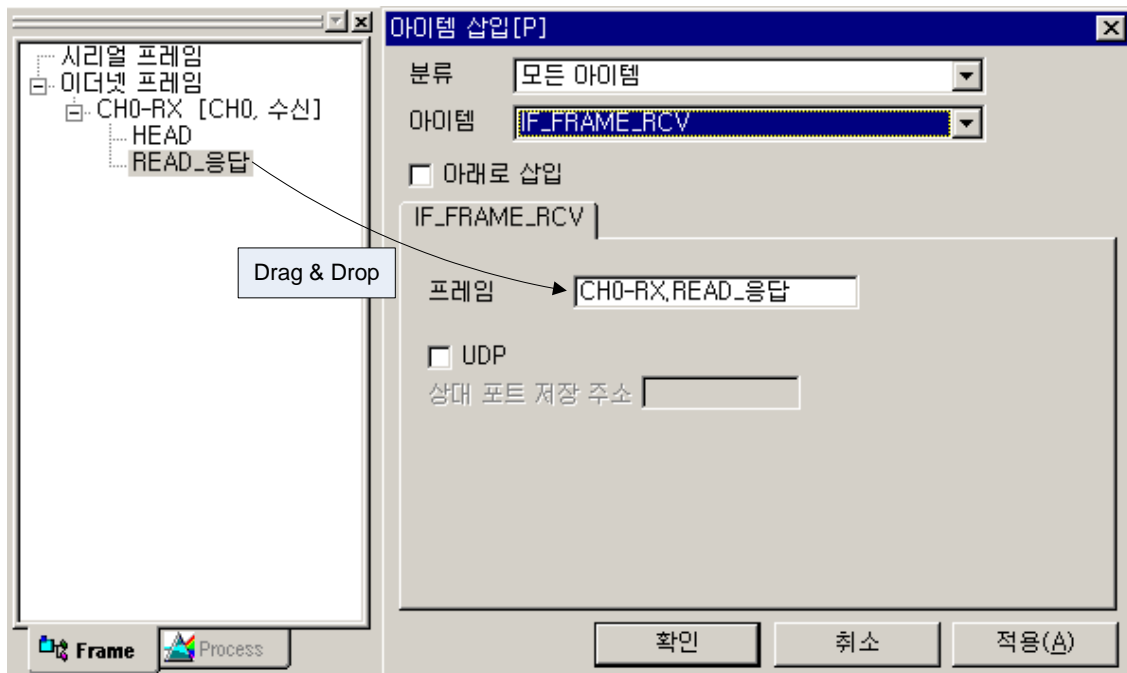 시리얼 프레임
이더넷 프레임
CH0-RX [CH0, 수신]
HEAD
READ_응답
Frame
Process
Drag & Drop
아이템 삽입[P]
분류 모든 아이템
아이템 IF_FRAME_RCV
아래로 삽입
IF_FRAME_RCV
프레임 CH0-RX,READ_응답
UDP
상대 포트 저장 주소
확인 취소 적용(A)